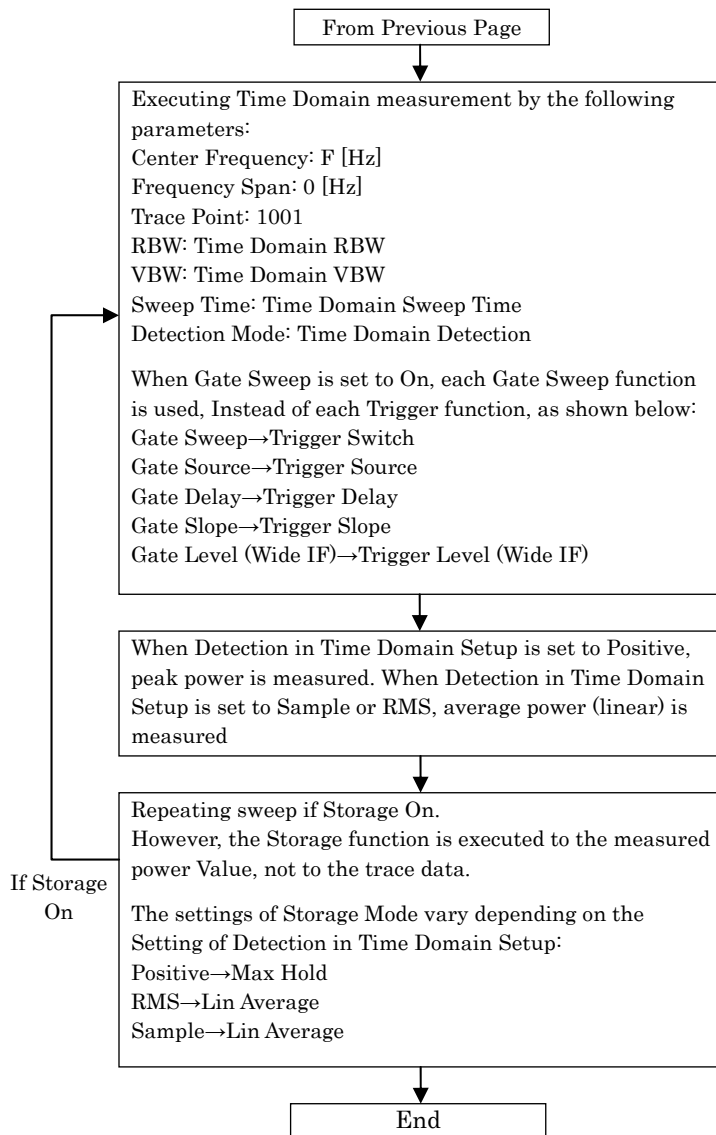 From Previous Page
Executing Time Domain measurement by the following
parameters:
Center Frequency: F [Hz]
Frequency Span: 0 [Hz]
Trace Point: 1001
RBW: Time Domain RBW
VBW: Time Domain VBW
Sweep Time: Time Domain Sweep Time
Detection Mode: Time Domain Detection
When Gate Sweep is set to On, each Gate Sweep function
is used, Instead of each Trigger function, as shown below:
Gate Sweep→Trigger Switch
Gate Source→Trigger Source
Gate Delay→Trigger Delay
Gate Slope→Trigger Slope
Gate Level (Wide IF)→Trigger Level (Wide IF)
When Detection in Time Domain Setup is set to Positive,
peak power is measured. When Detection in Time Domain
Setup is set to Sample or RMS, average power (linear) is
measured
Repeating sweep if Storage On.
However, the Storage function is executed to the measured
power Value, not to the trace data.
The settings of Storage Mode vary depending on the
Setting of Detection in Time Domain Setup:
Positive→Max Hold
RMS→Lin Average
Sample→Lin Average
If Storage
On
End